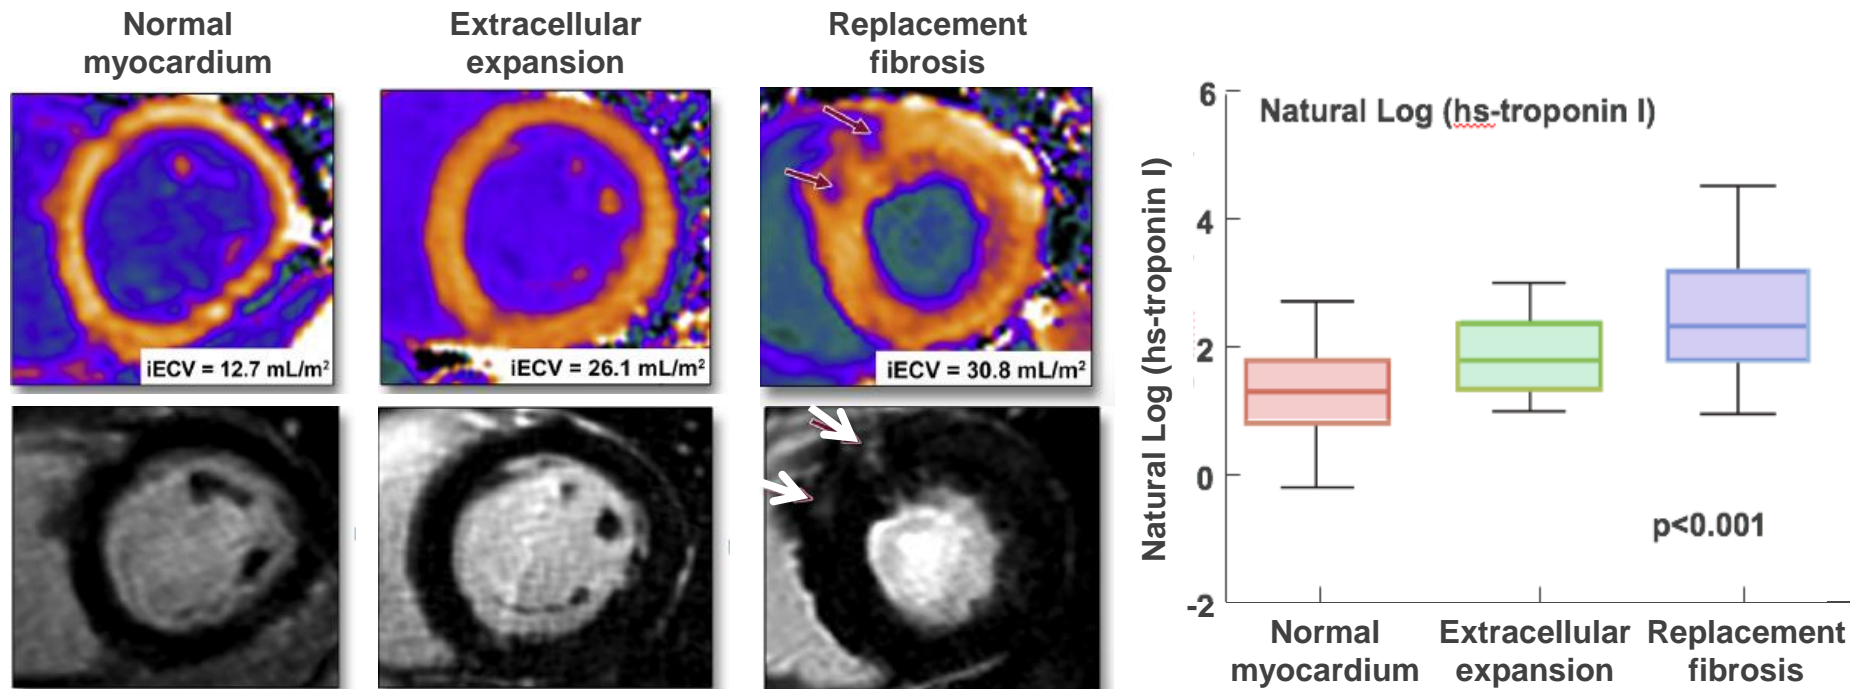 Normal
myocardium
Extracellular
expansion
Replacement
fibrosis
iECV = 12.7 mL/m²
iECV = 26.1 mL/m²
iECV = 30.8 mL/m²
Natural Log (hs-troponin I)
Natural Log (hs-troponin I)
6
4
2
0
-2
p<0.001
Normal
myocardium
Extracellular
expansion
Replacement
fibrosis